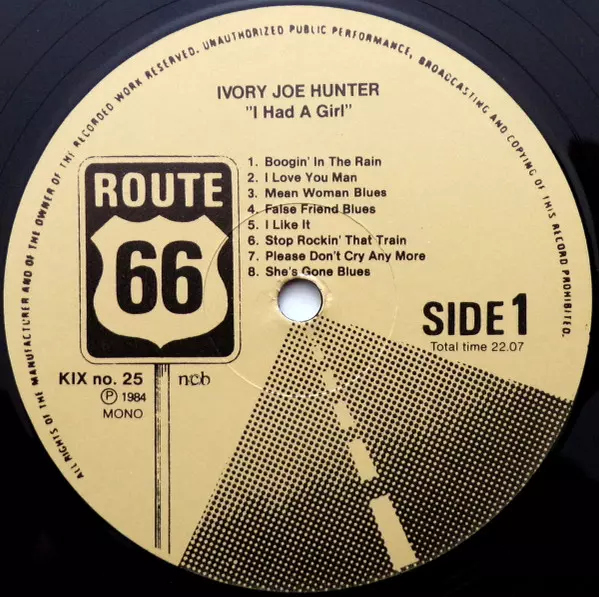 ALL RIGHTS OF THE MANUFACTURER AND OF THE OWNER OF THE RECORDED WORK RESERVED. UNAUTHORIZED PUBLIC PERFORMANCE, BROADCASTING AND COPYING OF THIS RECORD PROHIBITED.
IVORY JOE HUNTER
"I Had A Girl"
1. Boogin' In The Rain
2. I Love You Man
3. Mean Woman Blues
4. False Friend Blues
5. I Like It
6. Stop Rockin' That Train
7. Please Don't Cry Any More
8. She's Gone Blues
ROUTE
66
SIDE 1
Total time 22.07
KIX no. 25
ncb
℗ 1984
MONO